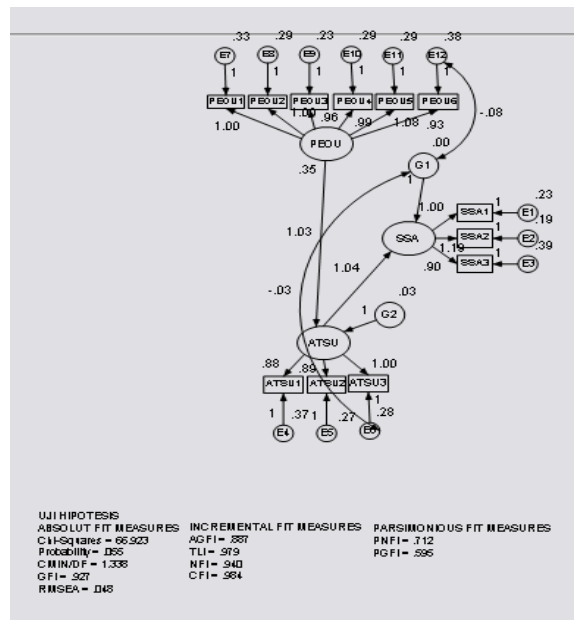 .33 .29 .23 .29 .29 .38
E7 E8 E9 E10 E11 E12
1 1 1 1 1 1
PEOU1 PEOU2 PEOU3 PEOU4 PEOU5 PEOU6
1.00 1.00 .96 .99 1.08 .93
-.08
PEOU
.00
G1
.35
1
1.00
.23
SSA1 1 E1
.19
SSA
SSA2 1 E2
1.19
.39
SSA3 1 E3
.90
1.03
1.04
-.03
.03
1 G2
ATSU
.88 .89 1.00
ATSU1 ATSU2 ATSU3
1 .37 1 .27 1 .28
E4 E5 E6
UJI HIPOTESIS
ABSOLUT FIT MEASURES
Chi-Squares = 66.923
Probability = .055
CMIN/DF = 1.338
GFI = .927
RMSEA = .048
INCREMENTAL FIT MEASURES
AGFI = .887
TLI = .979
NFI = .940
CFI = .984
PARSIMONIOUS FIT MEASURES
PNFI = .712
PGFI = .595